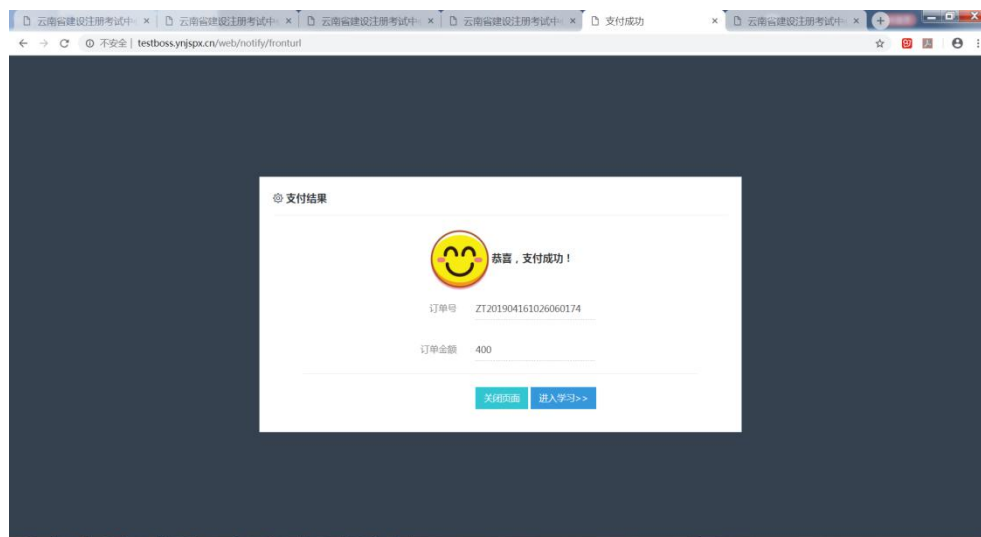 云南省建设注册考试中
云南省建设注册考试中
云南省建设注册考试中
云南省建设注册考试中
支付成功
云南省建设注册考试中
不安全 | testboss.ynjspx.cn/web/notify/fronturl
支付结果
恭喜，支付成功！
订单号 ZT201904161026060174
订单金额 400
关闭页面 进入学习>>